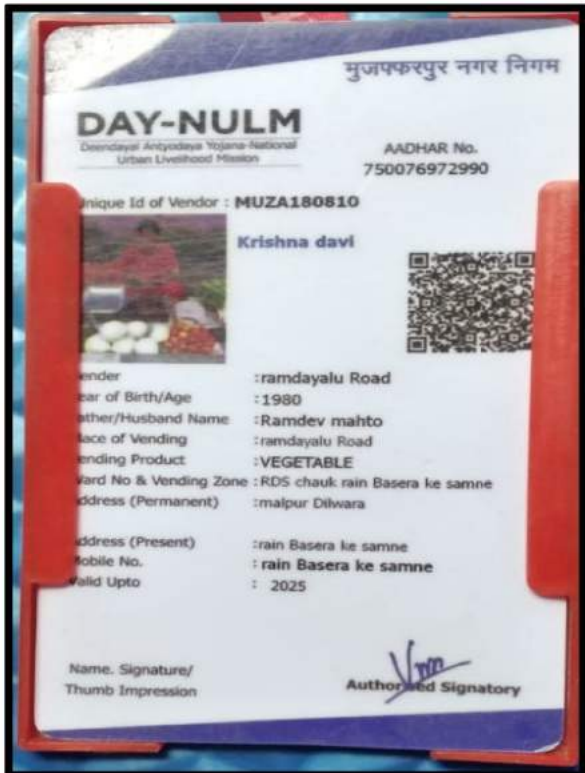 मुजफ्फरपुर नगर निगम
DAY-NULM
Deendayal Antyodaya Yojana-National
Urban Livelihood Mission
AADHAR No.
750076972990
nique Id of Vendor : MUZA180810
Krishna davi
ender :ramdayalu Road
ear of Birth/Age :1980
ather/Husband Name :Ramdev mahto
lace of Vending :ramdayalu Road
ending Product :VEGETABLE
ard No & Vending Zone :RDS chauk rain Basera ke samne
ddress (Permanent) :malpur Dilwara
ddress (Present) :rain Basera ke samne
obile No. : rain Basera ke samne
alid Upto : 2025
Name. Signature/
Thumb Impression
Authorised Signatory